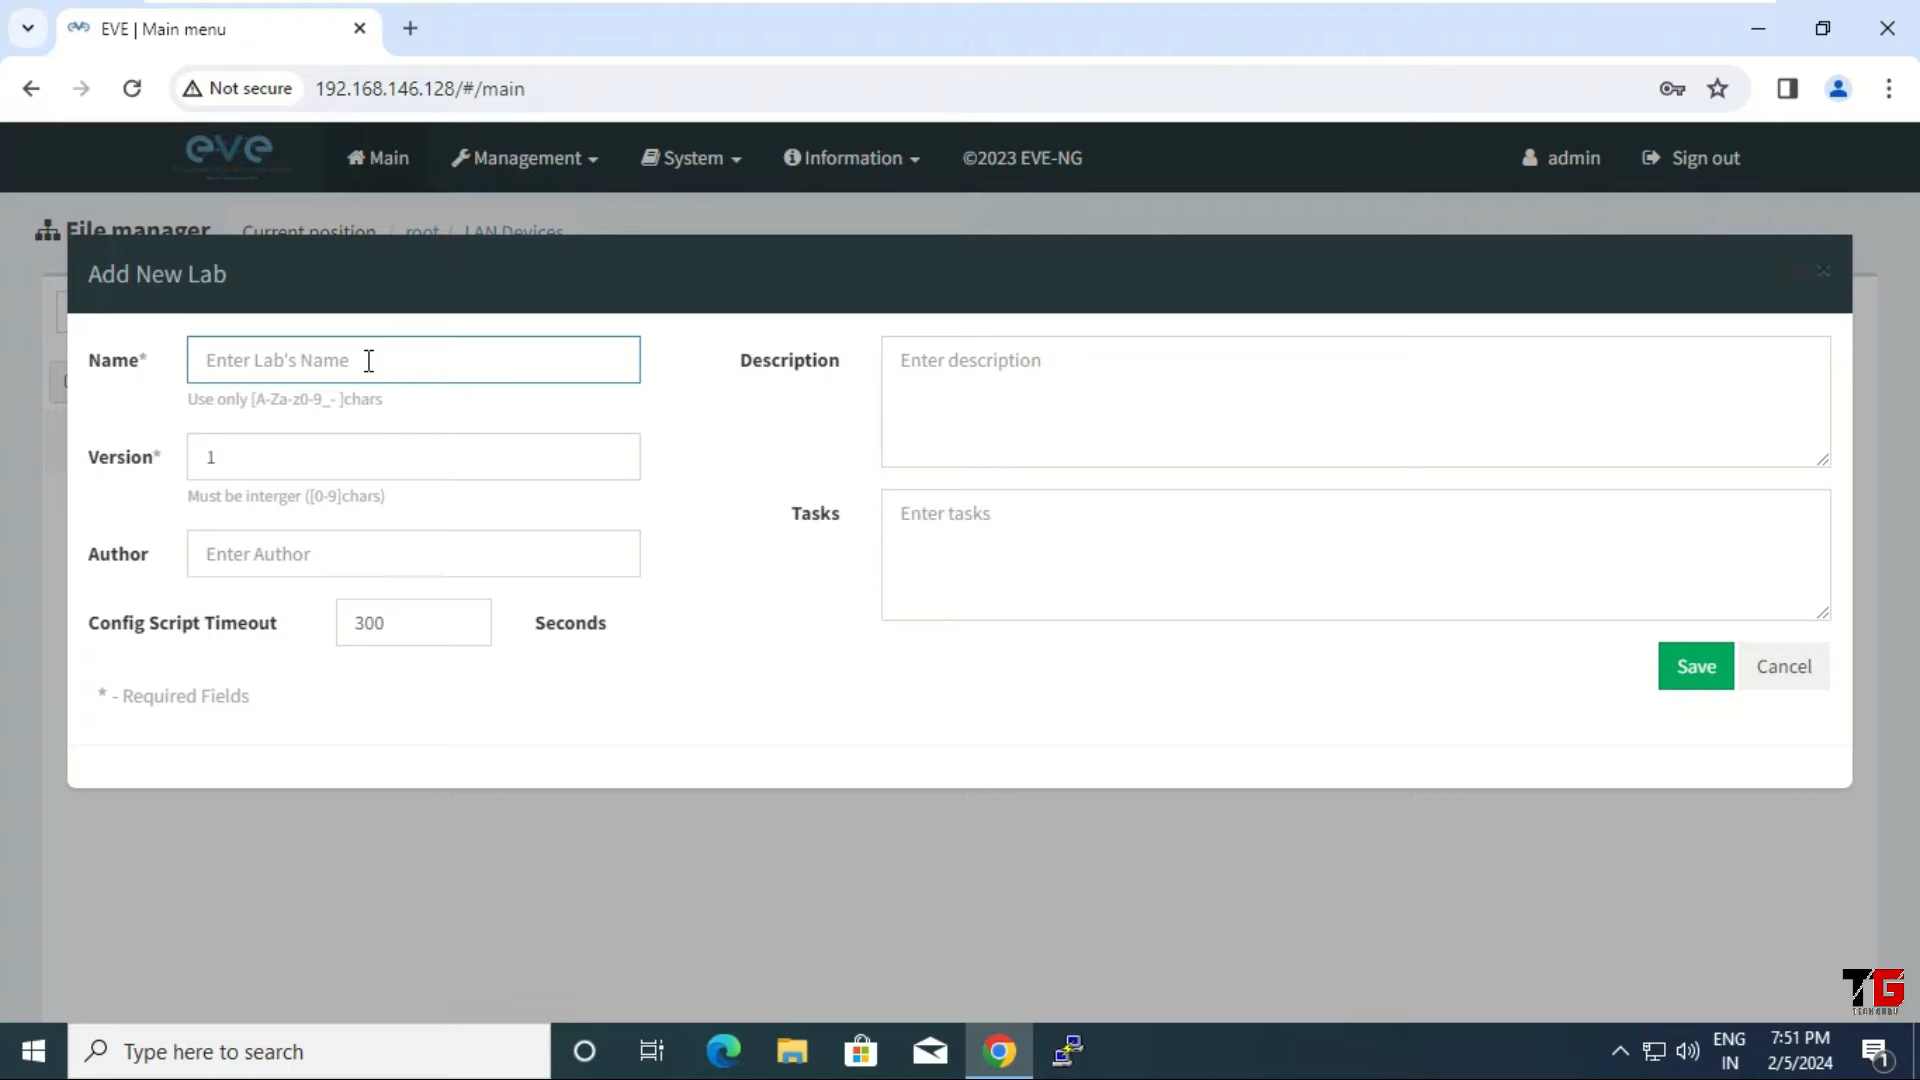 EVE | Main menu
Not secure
192.168.146.128/#/main
eve
Main
Management
System
Information
©2023 EVE-NG
admin
Sign out
File manager
Current position / root / LAN Devices
Add New Lab
Name*
Enter Lab's Name
Use only [A-Za-z0-9_- ]chars
Version*
1
Must be interger ([0-9]chars)
Author
Enter Author
Config Script Timeout
300
Seconds
* - Required Fields
Description
Enter description
Tasks
Enter tasks
Save
Cancel
TG
TECH GURU
Type here to search
ENG
IN
7:51 PM
2/5/2024
1